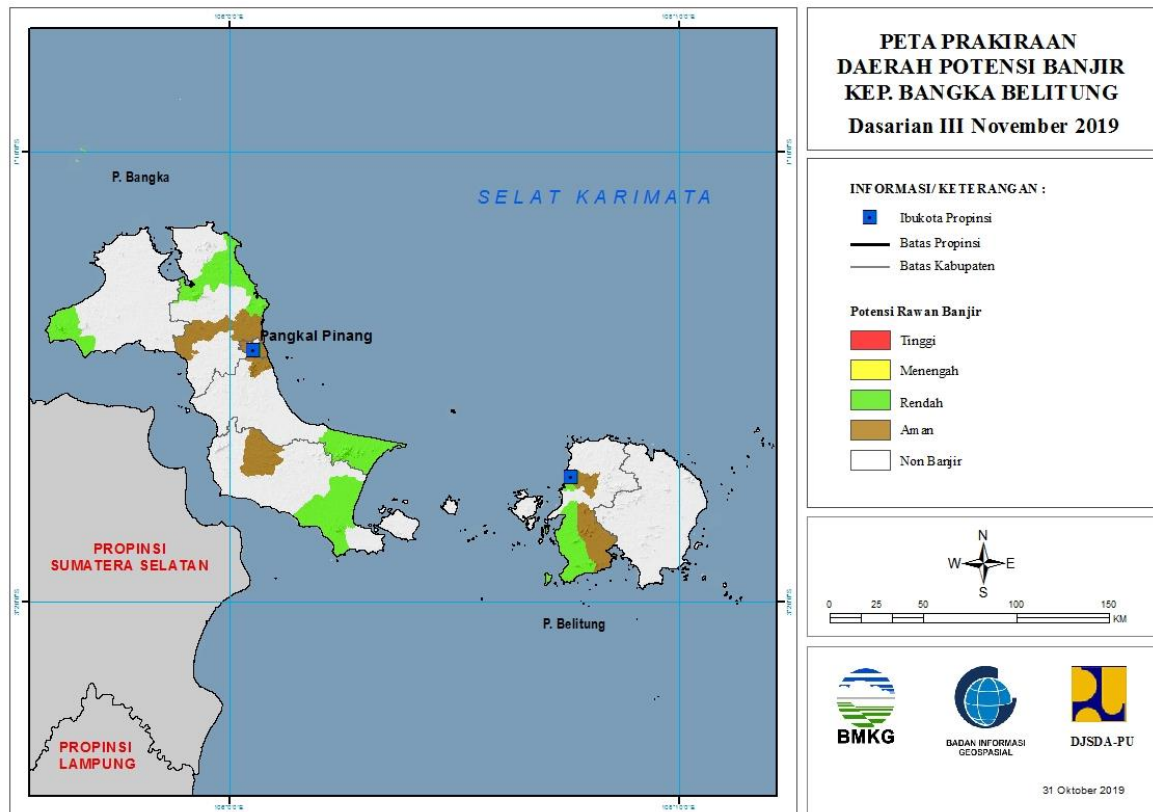 PETA PRAKIRAAN
DAERAH POTENSI BANJIR
KEP. BANGKA BELITUNG
Dasarian III November 2019
P. Bangka
SELAT KARIMATA
Pangkal Pinang
PROPINSI
SUMATERA SELATAN
P. Belitung
PROPINSI
LAMPUNG
INFORMASI/ KETERANGAN :
Ibukota Propinsi
Batas Propinsi
Batas Kabupaten
Potensi Rawan Banjir
Tinggi
Menengah
Rendah
Aman
Non Banjir
N
W E
S
0 25 50 100 150
KM
BMKG
BADAN INFORMASI
GEOSPASIAL
DJSDA-PU
31 Oktober 2019